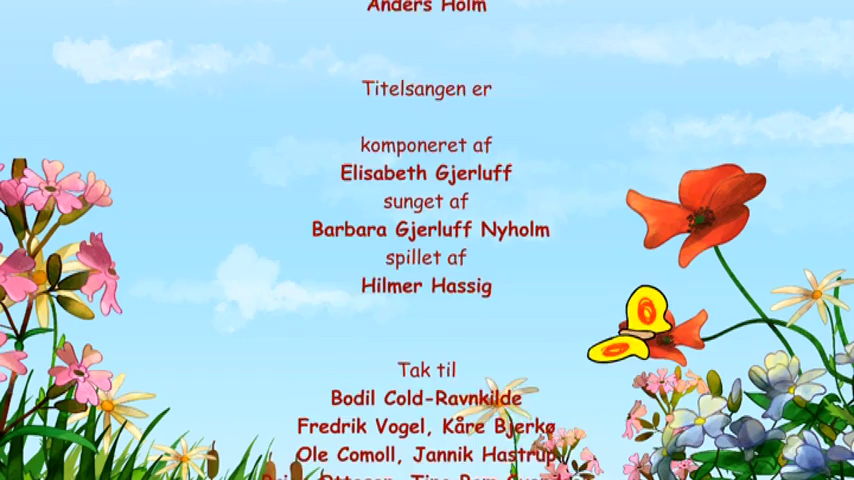 Anders Holm
Titelsangen er
komponeret af
Elisabeth Gjerluff
sunget af
Barbara Gjerluff Nyholm
spillet af
Hilmer Hassig
Tak til
Bodil Cold-Ravnkilde
Fredrik Vogel, Kåre Bjerkø
Ole Comoll, Jannik Hastrup